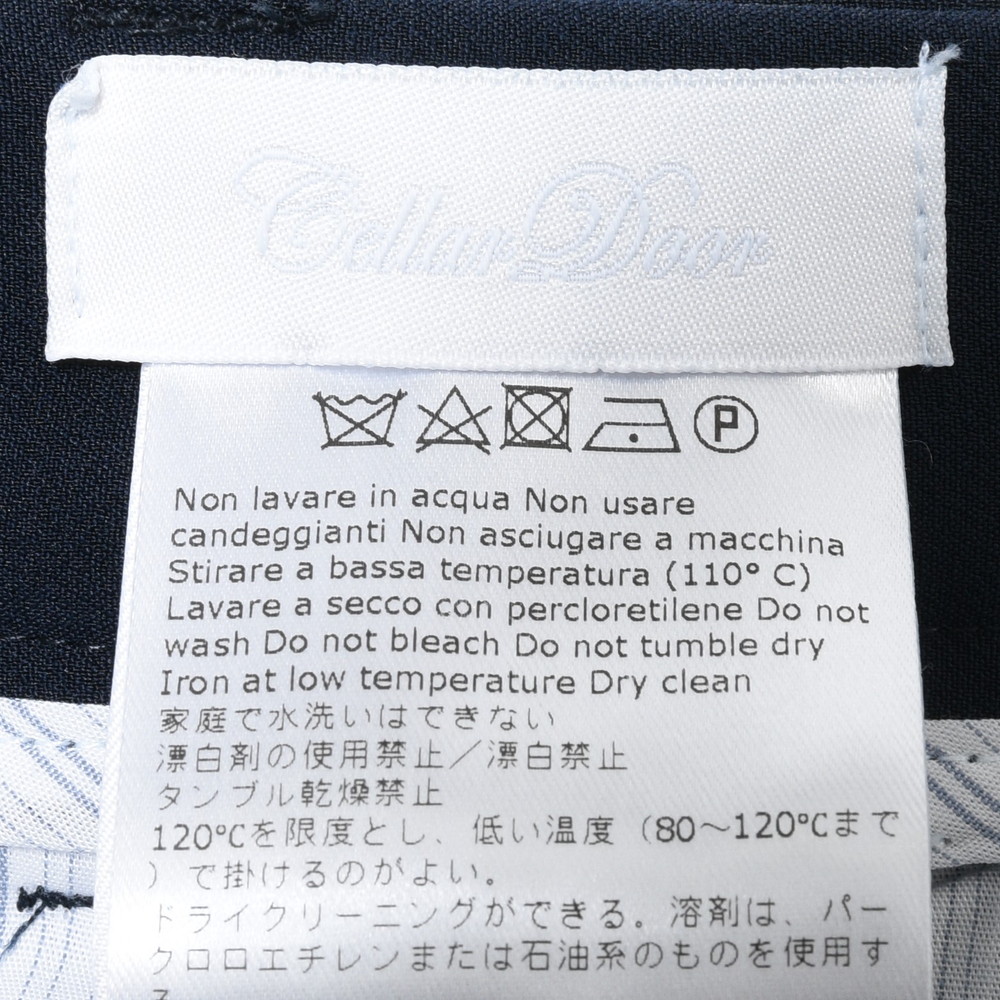 Cellar Door
P
Non lavare in acqua Non usare
candeggianti Non asciugare a macchina
Stirare a bassa temperatura (110° C)
Lavare a secco con percloretilene Do not
wash Do not bleach Do not tumble dry
Iron at low temperature Dry clean
家庭で水洗いはできない
漂白剤の使用禁止／漂白禁止
タンブル乾燥禁止
120℃を限度とし、低い温度（80～120℃まで
）で掛けるのがよい。
ドライクリーニングができる。溶剤は、パー
クロロエチレンまたは石油系のものを使用す
る